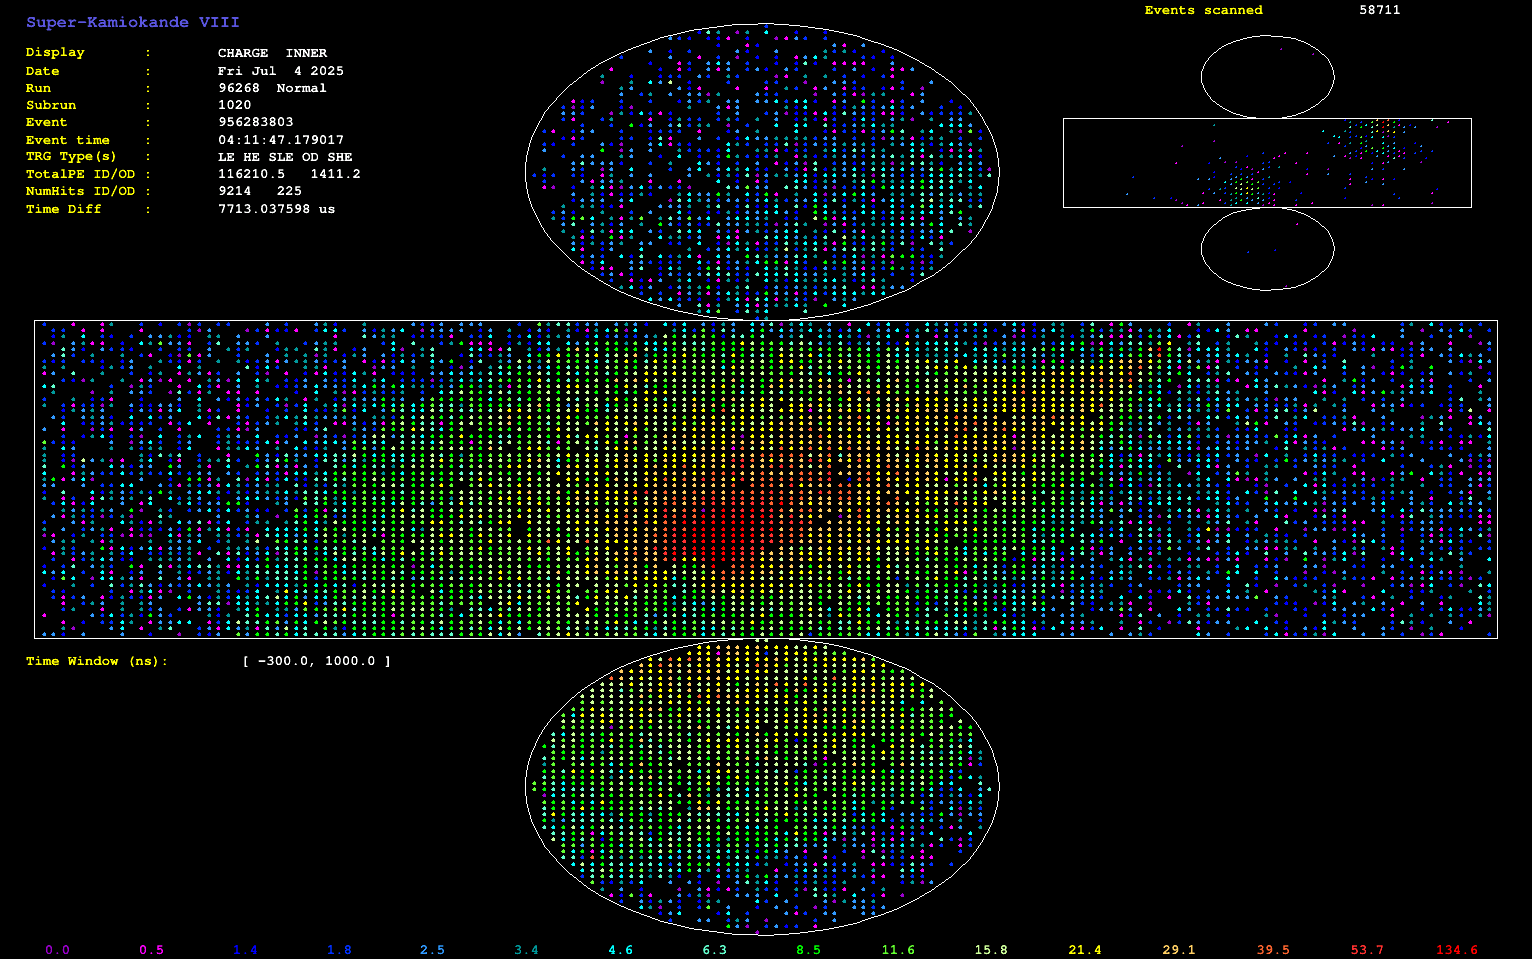 Super-Kamiokande VIII
Display : CHARGE INNER
Date : Fri Jul 4 2025
Run : 96268 Normal
Subrun : 1020
Event : 956283803
Event time : 04:11:47.179017
TRG Type(s) : LE HE SLE OD SHE
TotalPE ID/OD : 116210.5 1411.2
NumHits ID/OD : 9214 225
Time Diff : 7713.037598 us
Events scanned 58711
Time Window (ns): [ -300.0, 1000.0 ]
0.0 0.5 1.4 1.8 2.5 3.4 4.6 6.3 8.5 11.6 15.8 21.4 29.1 39.5 53.7 134.6